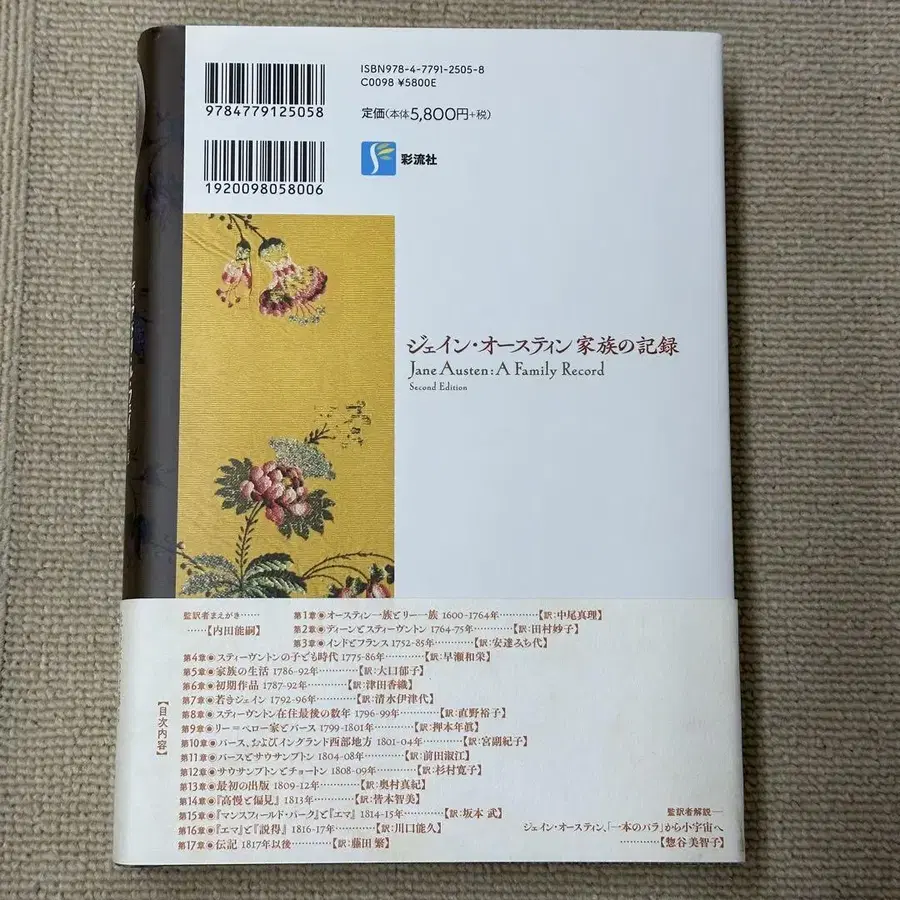 ISBN978-4-7791-2505-8
C0098 ¥5800E
9784779125058
定価(本体5,800円+税)
彩流社
1920098058006
ジェイン・オースティン家族の記録
Jane Austen: A Family Record
Second Edition
【目次内容】
監訳者まえがき……
……【内田能嗣】
第1章●オースティン一族とリー一族 1600-1764年…………【訳:中尾真理】
第2章●ディーンとスティーヴントン 1764-75年…………【訳:田村妙子】
第3章●インドとフランス 1752-85年…………【訳:安達みち代】
第4章●スティーヴントンの子ども時代 1775-86年…………【訳:早瀬和栄】
第5章●家族の生活 1786-92年…………【訳:大口郁子】
第6章●初期作品 1787-92年…………【訳:津田香織】
第7章●若きジェイン 1792-96年…………【訳:清水伊津代】
第8章●スティーヴントン在住最後の数年 1796-99年…………【訳:直野裕子】
第9章●リー=ペロー家とバース 1799-1801年…………【訳:押本年眞】
第10章●バース、およびイングランド西部地方 1801-04年…………【訳:宮副紀子】
第11章●バースとサウサンプトン 1804-08年…………【訳:前田淑江】
第12章●サウサンプトンとチョートン 1808-09年…………【訳:杉村寛子】
第13章●最初の出版 1809-12年…………【訳:奥村真紀】
第14章●『高慢と偏見』1813年…………【訳:皆本智美】
第15章●『マンスフィールド・パーク』と『エマ』 1814-15年…………【訳:坂本 武】
第16章●『エマ』と『説得』 1816-17年…………【訳:川口能久】
第17章●伝記 1817年以後…………【訳:藤田 繁】
監訳者解説―
ジェイン・オースティン、「一本のバラ」から小宇宙へ
…………【惣谷美智子】